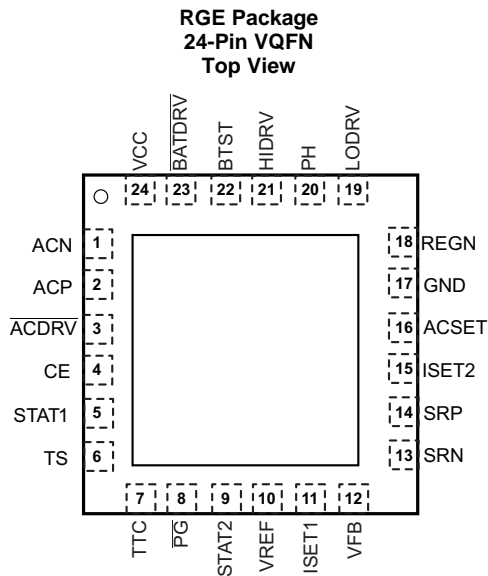 RGE Package
24-Pin VQFN
Top View
VCC
BATDRV
BTST
HIDRV
PH
LODRV
24
23
22
21
20
19
ACN 1
ACP 2
ACDRV 3
CE 4
STAT1 5
TS 6
18 REGN
17 GND
16 ACSET
15 ISET2
14 SRP
13 SRN
7
8
9
10
11
12
TTC
PG
STAT2
VREF
ISET1
VFB